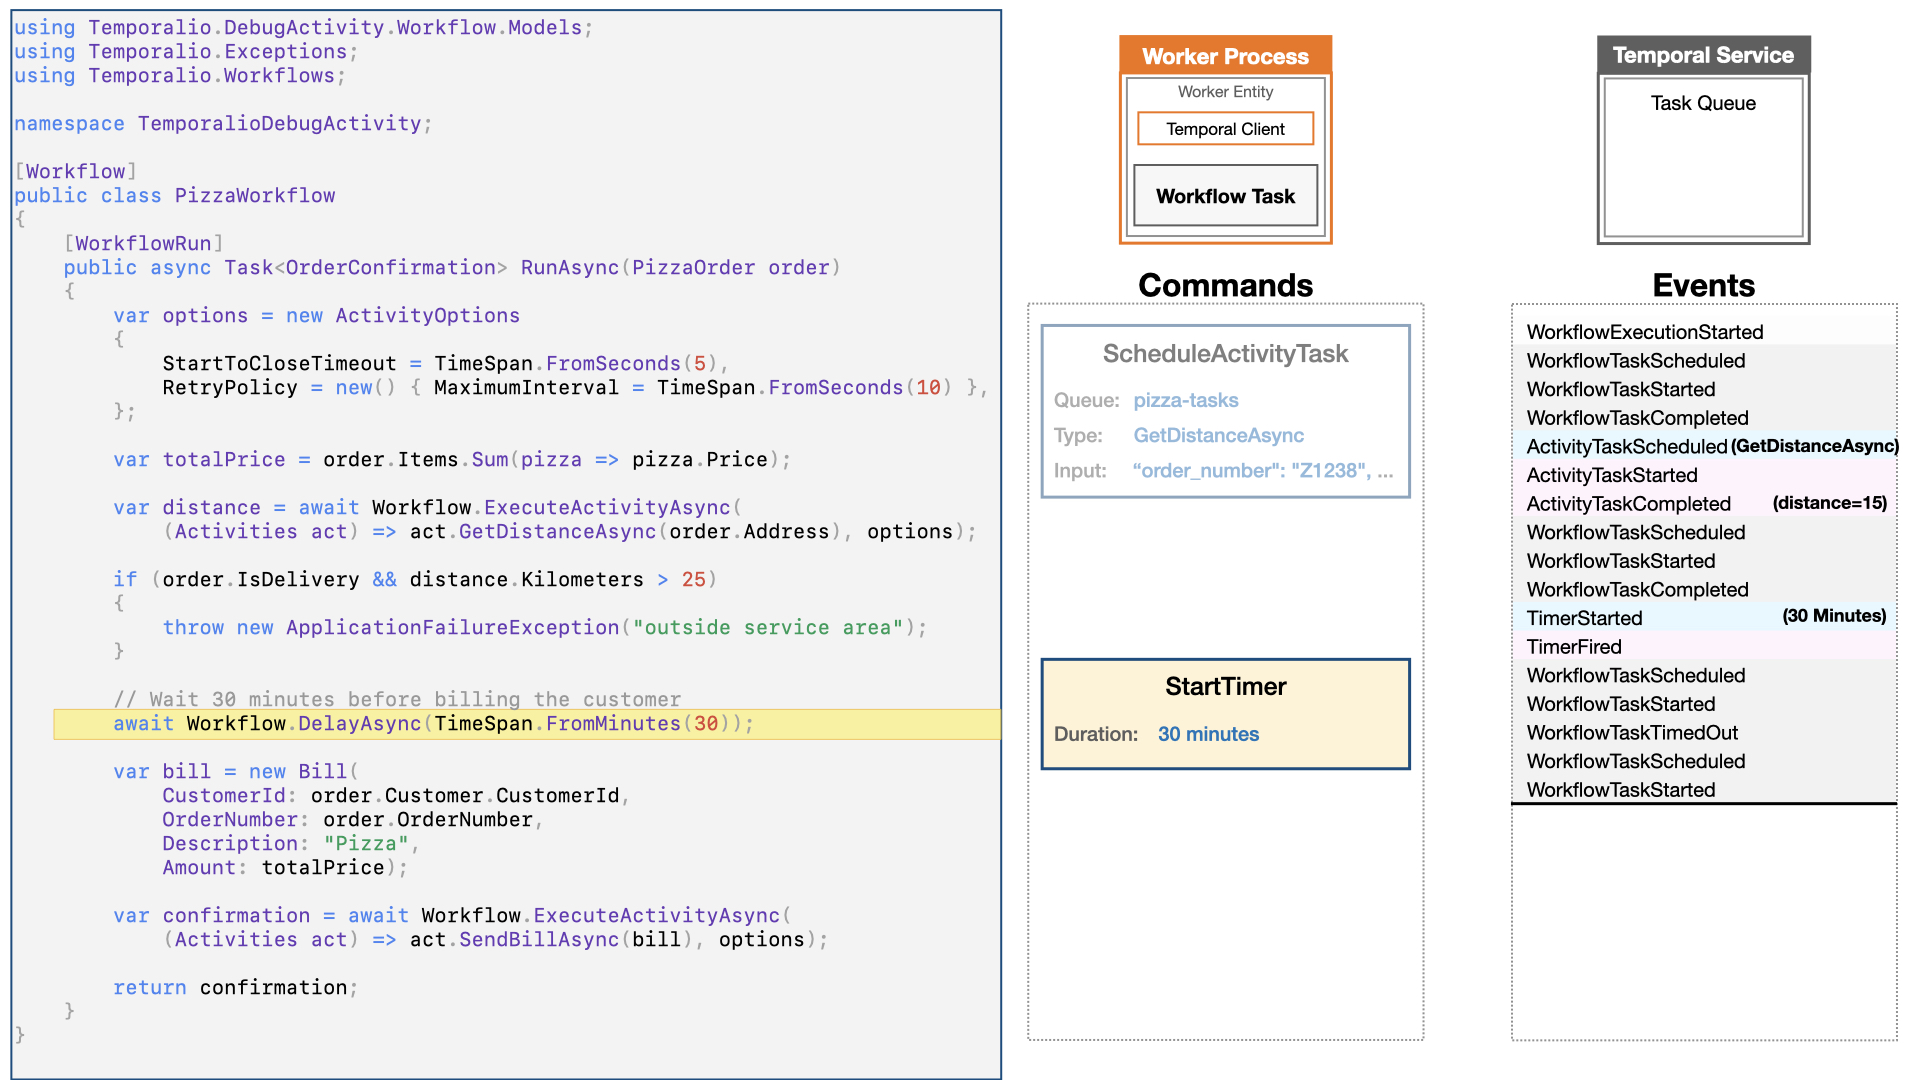 using Temporalio.DebugActivity.Workflow.Models;
using Temporalio.Exceptions;
using Temporalio.Workflows;
namespace TemporalioDebugActivity;
[Workflow]
public class PizzaWorkflow
{
    [WorkflowRun]
    public async Task<OrderConfirmation> RunAsync(PizzaOrder order)
    {
        var options = new ActivityOptions
        {
            StartToCloseTimeout = TimeSpan.FromSeconds(5),
            RetryPolicy = new() { MaximumInterval = TimeSpan.FromSeconds(10) },
        };
        var totalPrice = order.Items.Sum(pizza => pizza.Price);
        var distance = await Workflow.ExecuteActivityAsync(
            (Activities act) => act.GetDistanceAsync(order.Address), options);
        if (order.IsDelivery && distance.Kilometers > 25)
        {
            throw new ApplicationFailureException("outside service area");
        }
        // Wait 30 minutes before billing the customer
        await Workflow.DelayAsync(TimeSpan.FromMinutes(30));
        var bill = new Bill(
            CustomerId: order.Customer.CustomerId,
            OrderNumber: order.OrderNumber,
            Description: "Pizza",
            Amount: totalPrice);
        var confirmation = await Workflow.ExecuteActivityAsync(
            (Activities act) => act.SendBillAsync(bill), options);
        return confirmation;
    }
}
Worker Process
Worker Entity
Temporal Client
Workflow Task
Commands
ScheduleActivityTask
Queue: pizza-tasks
Type: GetDistanceAsync
Input: “order_number": "Z1238", ...
StartTimer
Duration: 30 minutes
Temporal Service
Task Queue
Events
WorkflowExecutionStarted
WorkflowTaskScheduled
WorkflowTaskStarted
WorkflowTaskCompleted
ActivityTaskScheduled (GetDistanceAsync)
ActivityTaskStarted
ActivityTaskCompleted (distance=15)
WorkflowTaskScheduled
WorkflowTaskStarted
WorkflowTaskCompleted
TimerStarted (30 Minutes)
TimerFired
WorkflowTaskScheduled
WorkflowTaskStarted
WorkflowTaskTimedOut
WorkflowTaskScheduled
WorkflowTaskStarted